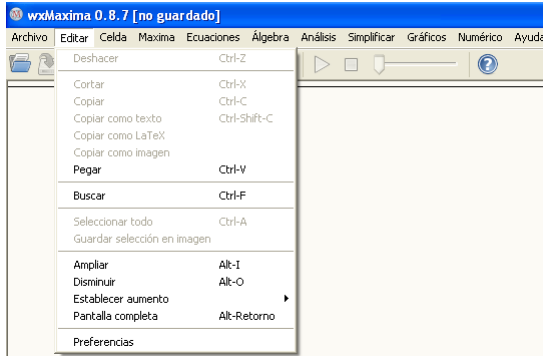 wxMaxima 0.8.7 [no guardado]
Archivo Editar Celda Maxima Ecuaciones Álgebra Análisis Simplificar Gráficos Numérico Ayuda
Deshacer Ctrl-Z
Cortar Ctrl-X
Copiar Ctrl-C
Copiar como texto Ctrl-Shift-C
Copiar como LaTeX
Copiar como imagen
Pegar Ctrl-V
Buscar Ctrl-F
Seleccionar todo Ctrl-A
Guardar selección en imagen
Ampliar Alt-I
Disminuir Alt-O
Establecer aumento
Pantalla completa Alt-Retorno
Preferencias